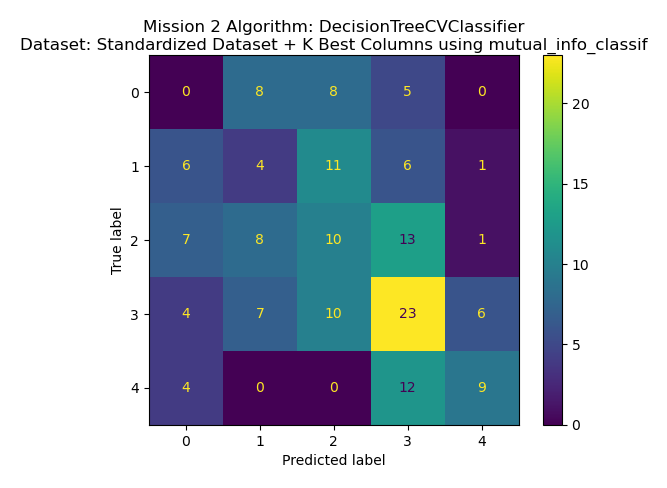 Mission 2 Algorithm: DecisionTreeCVClassifier
Dataset: Standardized Dataset + K Best Columns using mutual_info_classif
0 0 8 8 5 0
1 6 4 11 6 1
2 7 8 10 13 1
3 4 7 10 23 6
4 4 0 0 12 9
0 1 2 3 4
Predicted label
True label
20
15
10
5
0